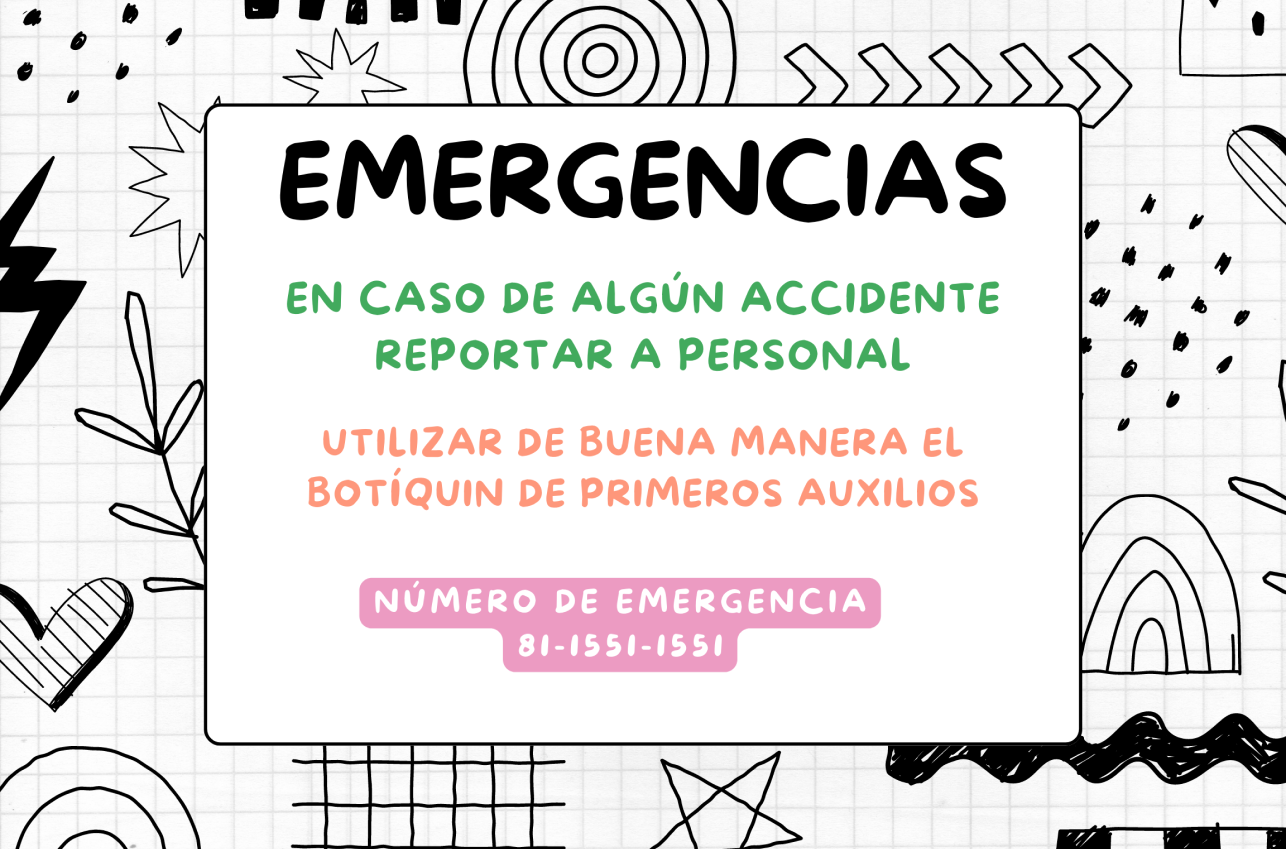 EMERGENCIAS
EN CASO DE ALGÚN ACCIDENTE
REPORTAR A PERSONAL
UTILIZAR DE BUENA MANERA EL
BOTÍQUIN DE PRIMEROS AUXILIOS
NÚMERO DE EMERGENCIA
81-1551-1551